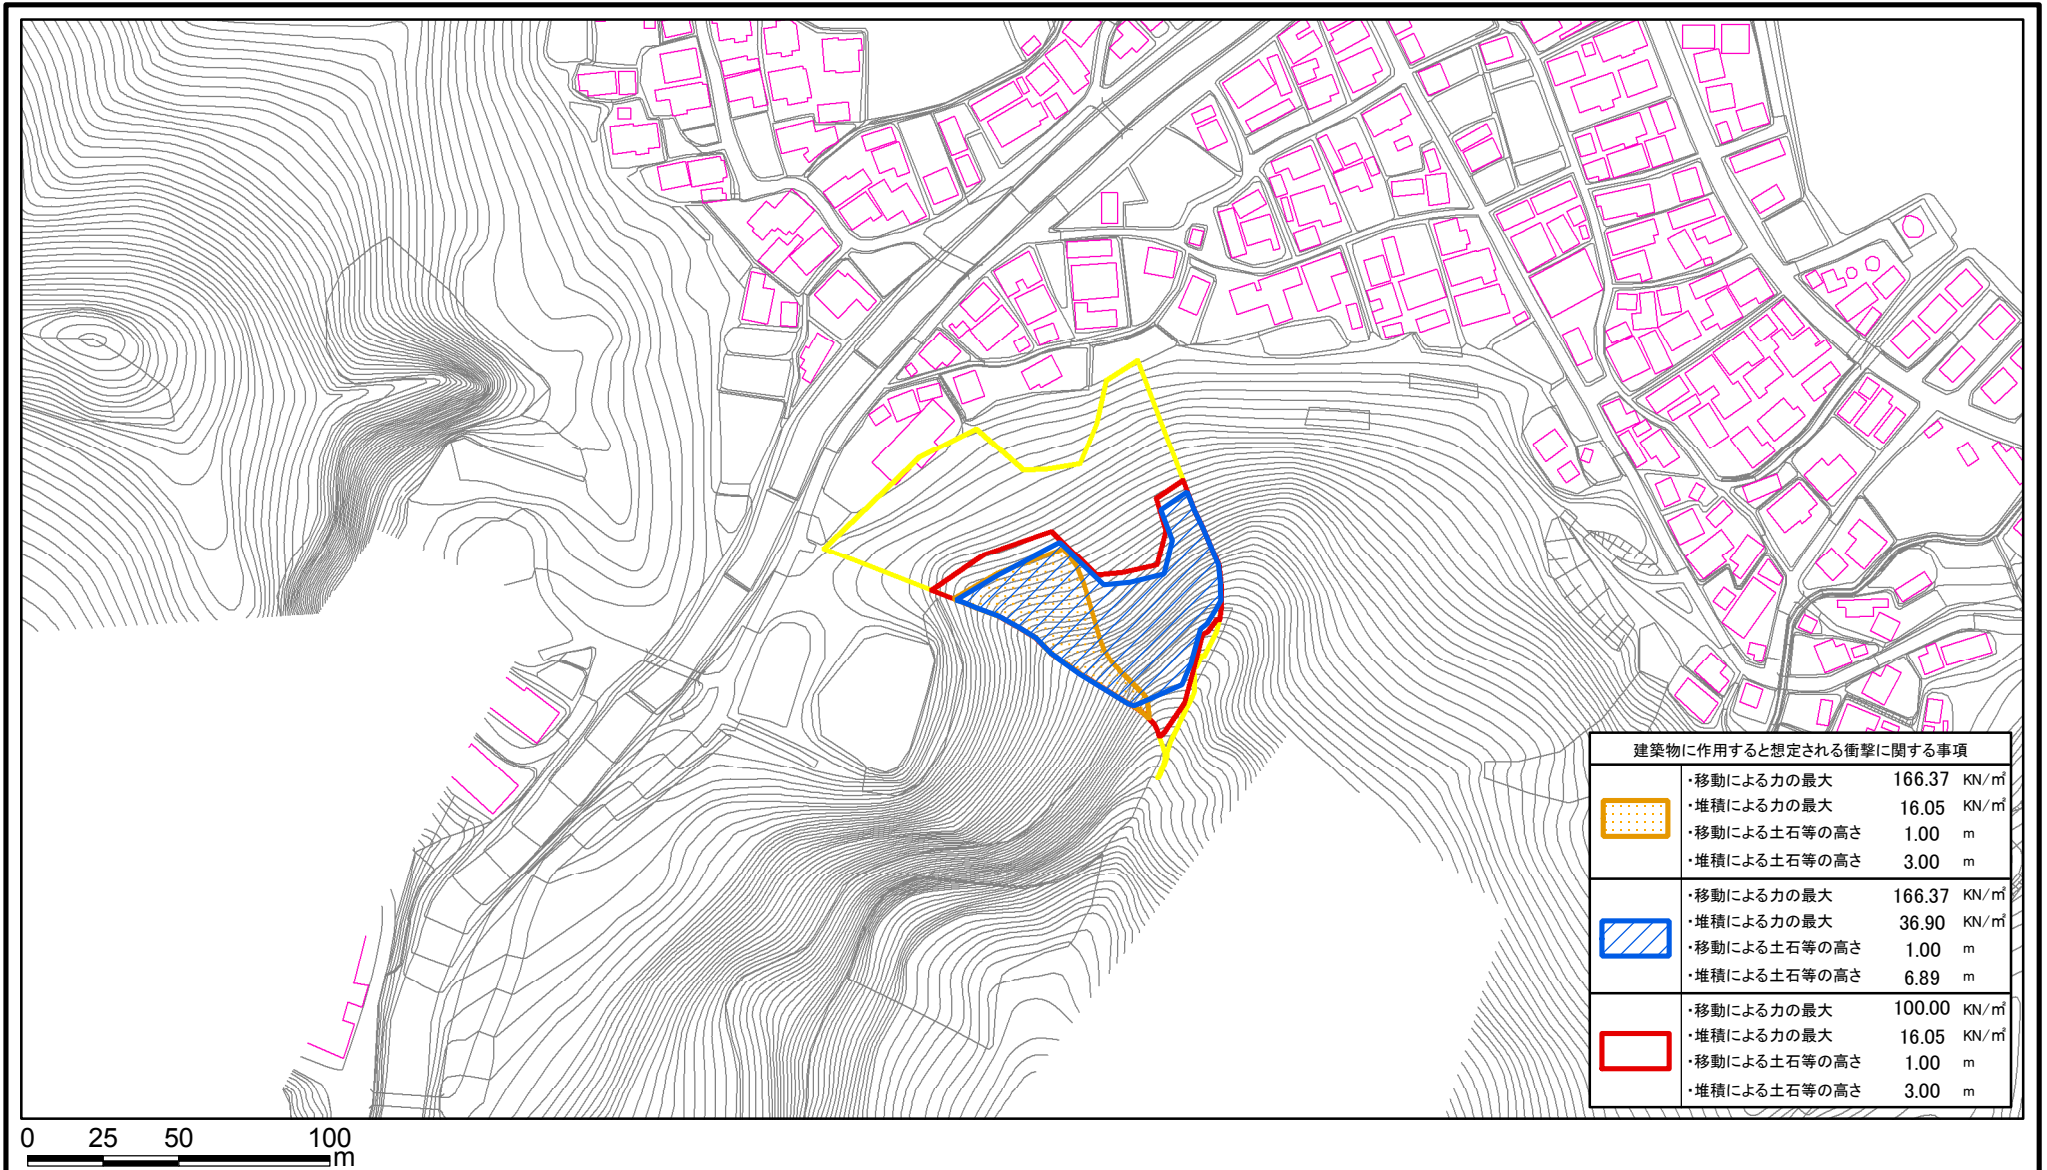 建築物に作用すると想定される衝撃に関する事項
・移動による力の最大 166.37 KN/㎡
・堆積による力の最大 16.05 KN/㎡
・移動による土石等の高さ 1.00 m
・堆積による土石等の高さ 3.00 m
・移動による力の最大 166.37 KN/㎡
・堆積による力の最大 36.90 KN/㎡
・移動による土石等の高さ 1.00 m
・堆積による土石等の高さ 6.89 m
・移動による力の最大 100.00 KN/㎡
・堆積による力の最大 16.05 KN/㎡
・移動による土石等の高さ 1.00 m
・堆積による土石等の高さ 3.00 m
0 25 50 100
m